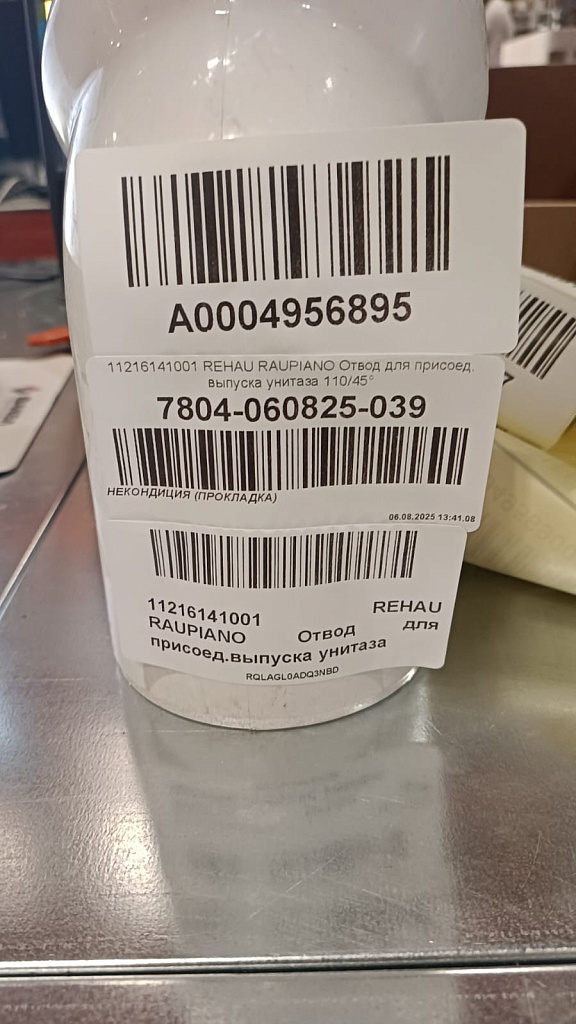 A0004956895
11216141001 REHAU RAUPIANO Отвод для присоед.
выпуска унитаза 110/45°
7804-060825-039
НЕКОНДИЦИЯ (ПРОКЛАДКА)
06.08.2025 13:41.08
11216141001 REHAU
RAUPIANO Отвод для
присоед.выпуска унитаза
RQLAGL0ADQ3NBD